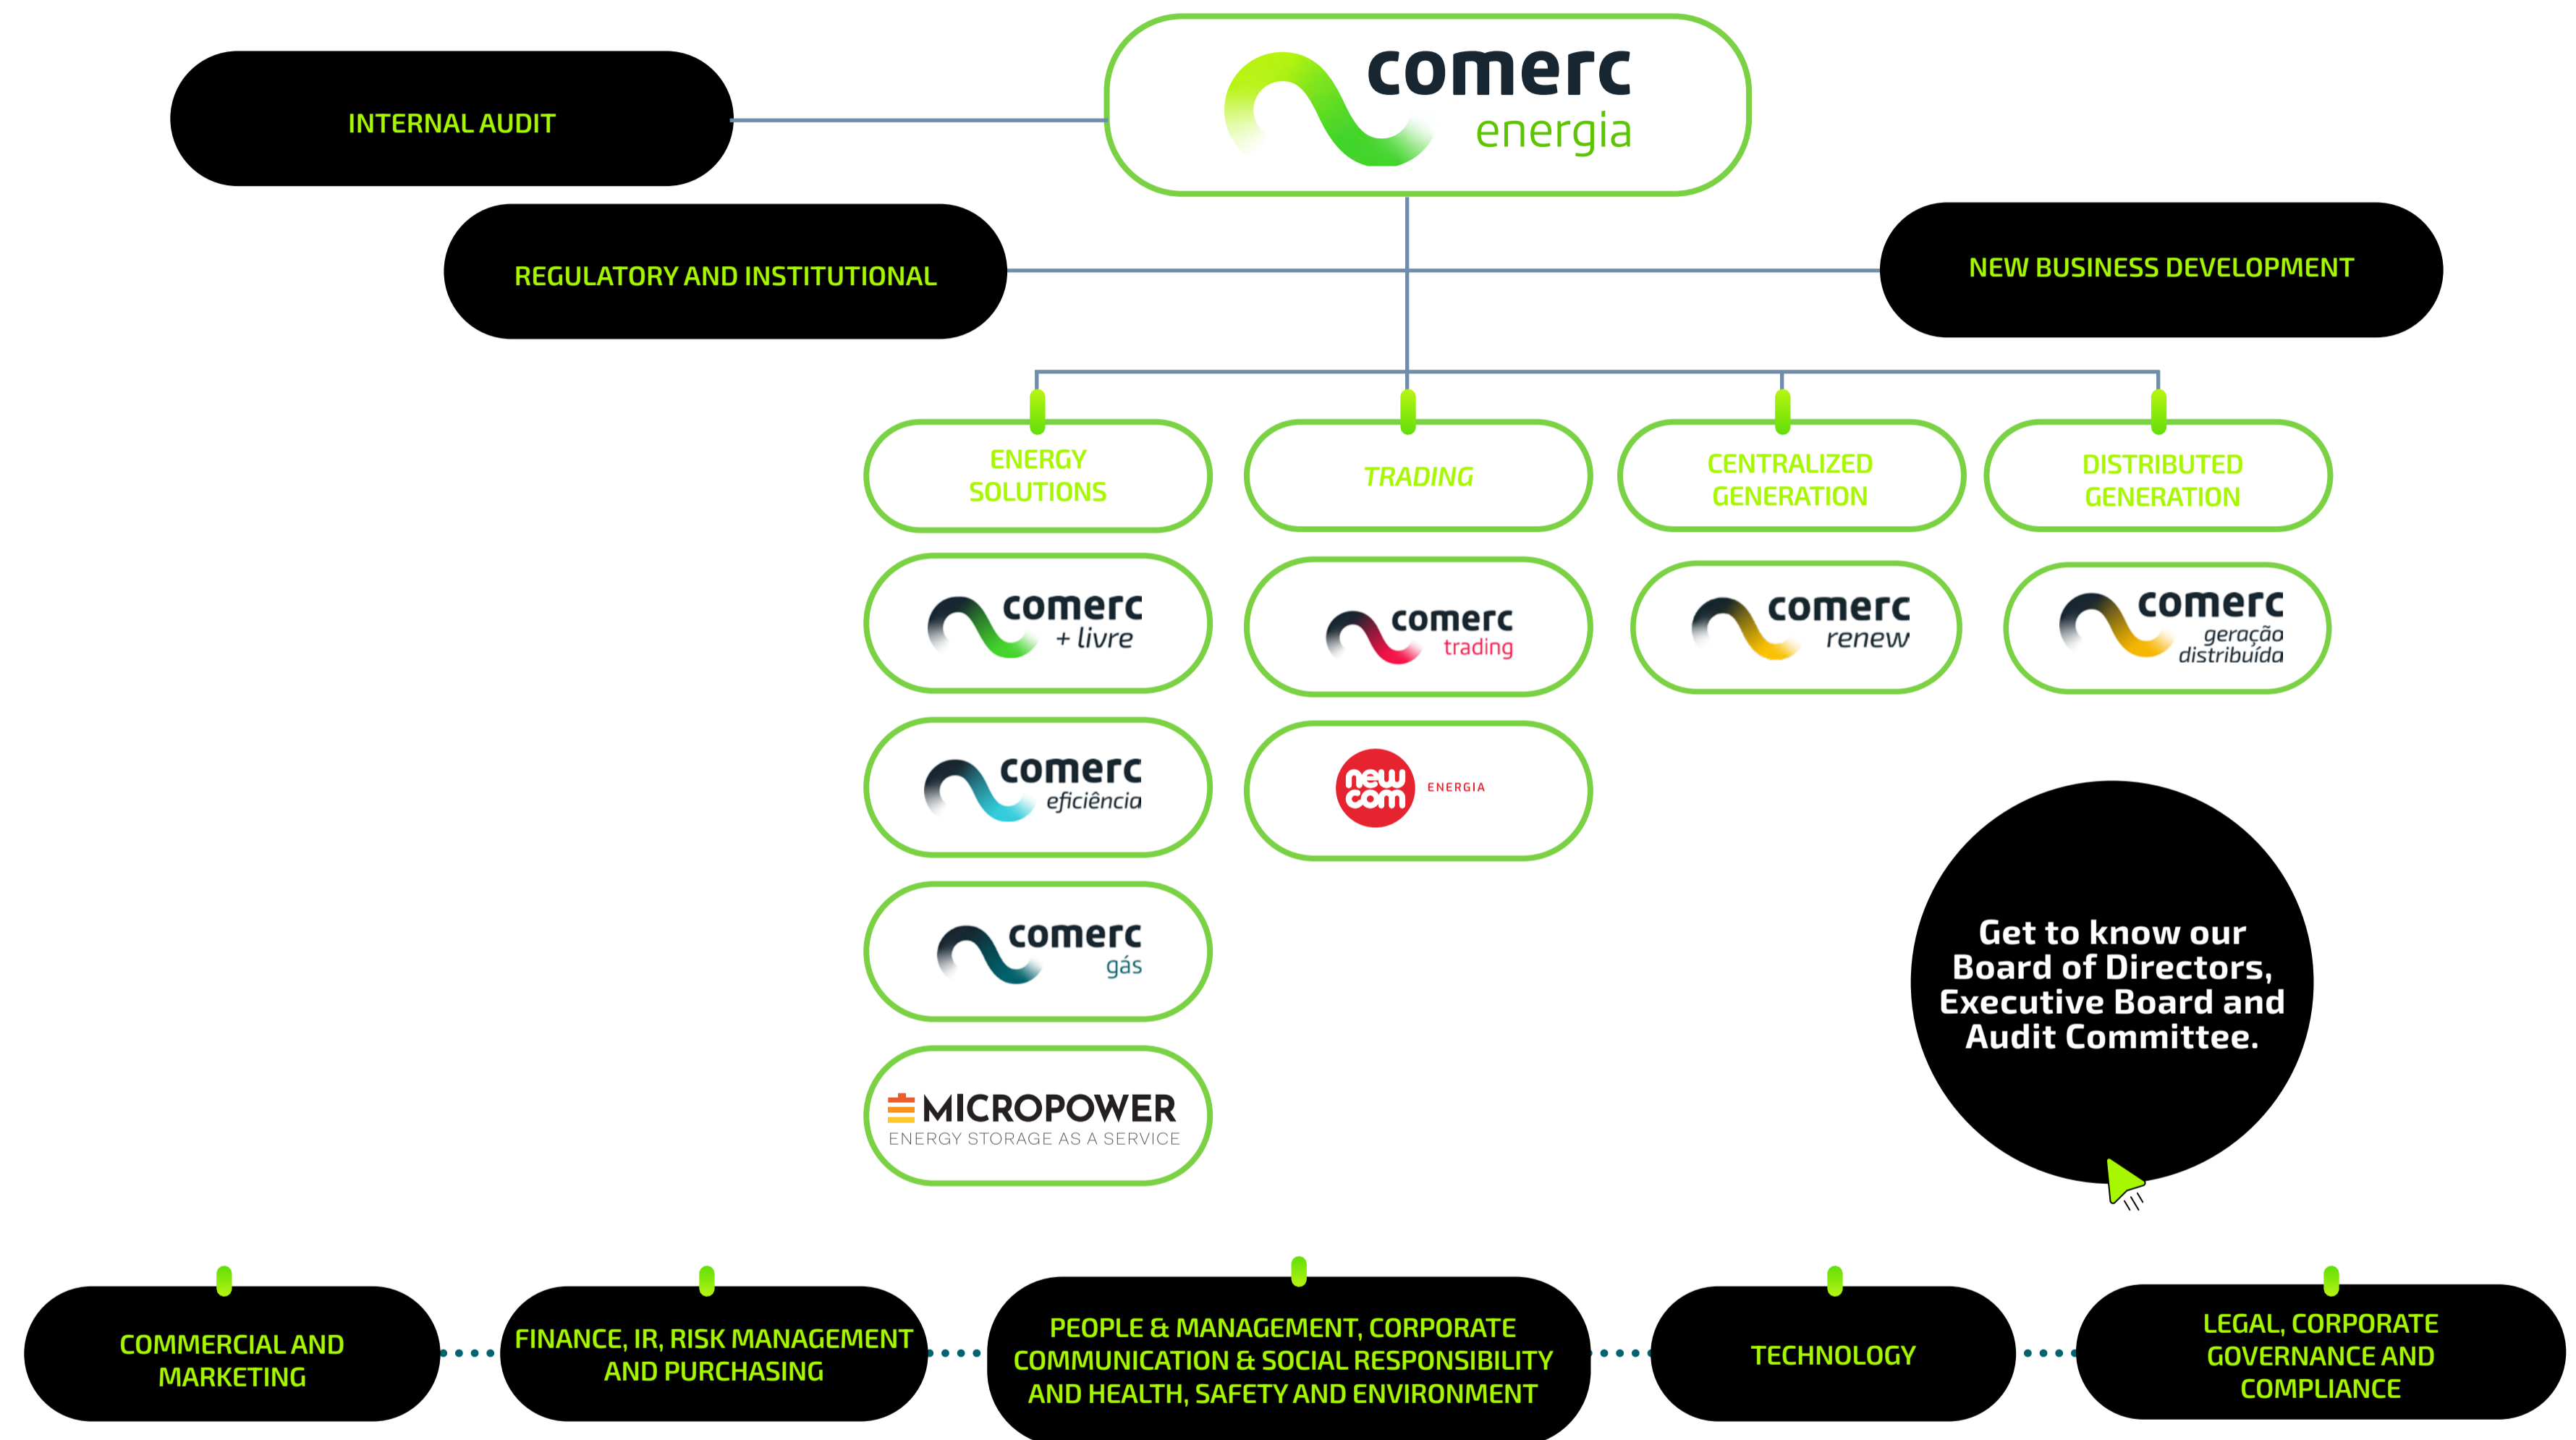 comerc
energia
INTERNAL AUDIT
REGULATORY AND INSTITUTIONAL
NEW BUSINESS DEVELOPMENT
ENERGY
SOLUTIONS
TRADING
CENTRALIZED
GENERATION
DISTRIBUTED
GENERATION
comerc
+ livre
comerc
trading
comerc
renew
comerc
geração
distribuída
comerc
eficiência
new
com
ENERGIA
comerc
gás
MICROPOWER
ENERGY STORAGE AS A SERVICE
Get to know our
Board of Directors,
Executive Board and
Audit Committee.
COMMERCIAL AND
MARKETING
FINANCE, IR, RISK MANAGEMENT
AND PURCHASING
PEOPLE & MANAGEMENT, CORPORATE
COMMUNICATION & SOCIAL RESPONSIBILITY
AND HEALTH, SAFETY AND ENVIRONMENT
TECHNOLOGY
LEGAL, CORPORATE
GOVERNANCE AND
COMPLIANCE